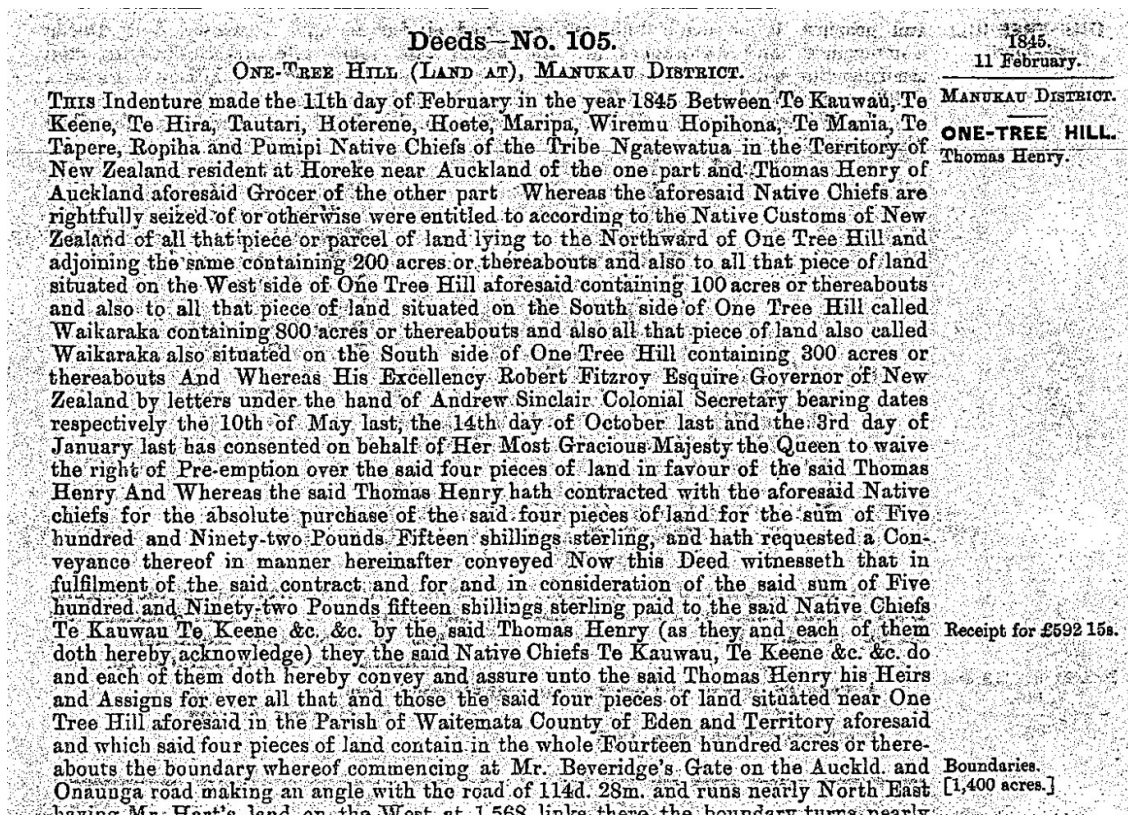 Deeds—No. 105.
ONE-TREE HILL (LAND AT), MANUKAU DISTRICT.
1845.
11 February.
MANUKAU DISTRICT.
ONE-TREE HILL.
Thomas Henry.
THIS Indenture made the 11th day of February in the year 1845 Between Te Kauwau, Te
Keene, Te Hira, Tautari, Hoterene, Hoete, Maripa, Wiremu Hopihona, Te Mania, Te
Tapere, Ropiha and Pumipi Native Chiefs of the Tribe Ngatewatua in the Territory of
New Zealand resident at Horeke near Auckland of the one part and Thomas Henry of
Auckland aforesaid Grocer of the other part Whereas the aforesaid Native Chiefs are
rightfully seized of or otherwise were entitled to according to the Native Customs of New
Zealand of all that piece or parcel of land lying to the Northward of One Tree Hill and
adjoining the same containing 200 acres or thereabouts and also to all that piece of land
situated on the West side of One Tree Hill aforesaid containing 100 acres or thereabouts
and also to all that piece of land situated on the South side of One Tree Hill called
Waikaraka containing 800 acres or thereabouts and also all that piece of land also called
Waikaraka also situated on the South side of One Tree Hill containing 300 acres or
thereabouts And Whereas His Excellency Robert Fitzroy Esquire Governor of New
Zealand by letters under the hand of Andrew Sinclair Colonial Secretary bearing dates
respectively the 10th of May last, the 14th day of October last and the 3rd day of
January last has consented on behalf of Her Most Gracious Majesty the Queen to waive
the right of Pre-emption over the said four pieces of land in favour of the said Thomas
Henry And Whereas the said Thomas Henry hath contracted with the aforesaid Native
chiefs for the absolute purchase of the said four pieces of land for the sum of Five
hundred and Ninety-two Pounds Fifteen shillings sterling, and hath requested a Con-
veyance thereof in manner hereinafter conveyed Now this Deed witnesseth that in
fulfilment of the said contract and for and in consideration of the said sum of Five
hundred and Ninety-two Pounds fifteen shillings sterling paid to the said Native Chiefs
Te Kauwau Te Keene &c. &c. by the said Thomas Henry (as they and each of them
Receipt for £592 15s.
doth hereby acknowledge) they the said Native Chiefs Te Kauwau, Te Keene &c. &c. do
and each of them doth hereby convey and assure unto the said Thomas Henry his Heirs
and Assigns for ever all that and those the said four pieces of land situated near One
Tree Hill aforesaid in the Parish of Waitemata County of Eden and Territory aforesaid
and which said four pieces of land contain in the whole Fourteen hundred acres or there-
abouts the boundary whereof commencing at Mr. Beveridge's Gate on the Auckld. and
Boundaries.
Onaunga road making an angle with the road of 114d. 28m. and runs nearly North East
[1,400 acres.]
having Mr. Hart's land on the West at 1,568 links there the boundary turns nearly